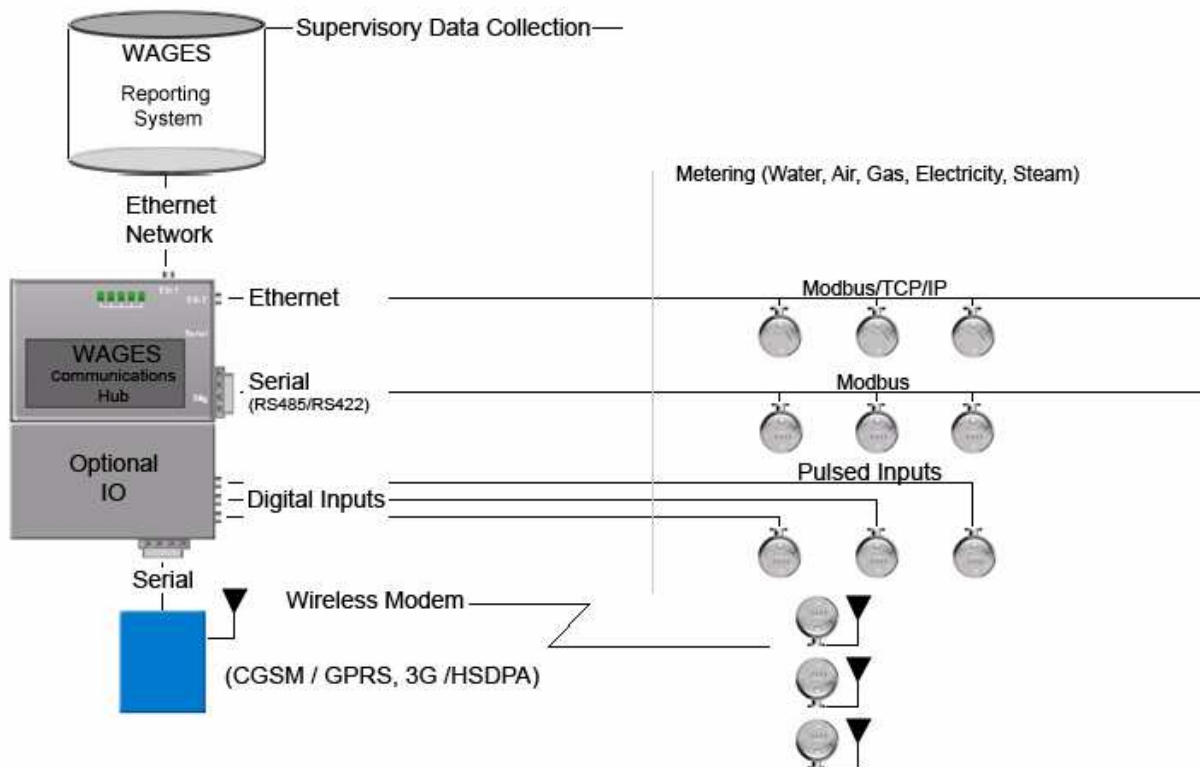 Supervisory Data Collection
WAGES
Reporting
System
Metering (Water, Air, Gas, Electricity, Steam)
Ethernet
Network
Ethernet
Modbus/TCP/IP
WAGES
Communications
Hub
Serial
(RS485/RS422)
Modbus
Optional
IO
Digital Inputs
Pulsed Inputs
Serial
Wireless Modem
(CGSM / GPRS, 3G /HSDPA)